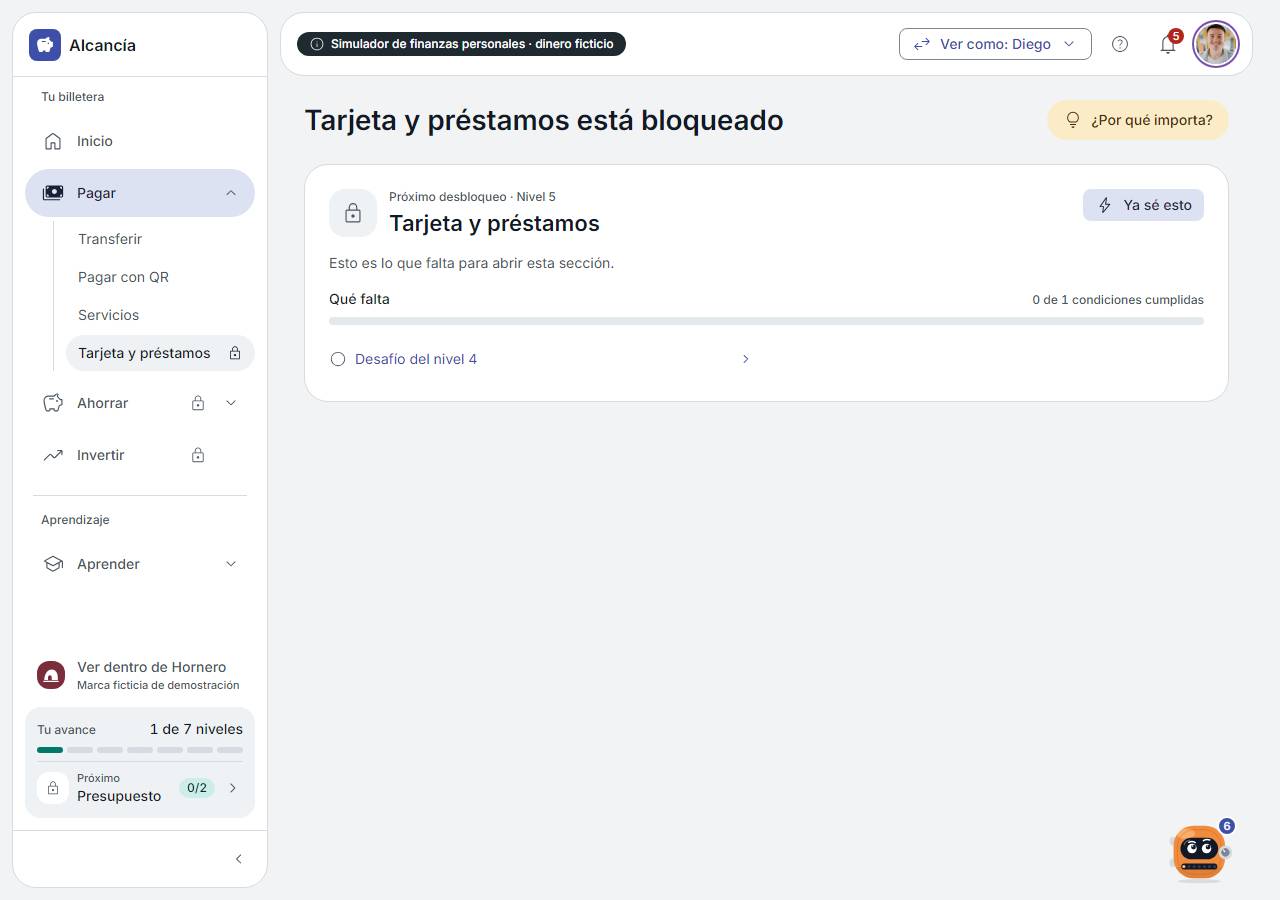 Alcancía
Tu billetera
Inicio
Pagar
Transferir
Pagar con QR
Servicios
Tarjeta y préstamos
Ahorrar
Invertir
Aprendizaje
Aprender
Ver dentro de Hornero
Marca ficticia de demostración
Tu avance
1 de 7 niveles
Próximo
Presupuesto
0/2
Simulador de finanzas personales · dinero ficticio
Ver como: Diego
5
Tarjeta y préstamos está bloqueado
¿Por qué importa?
Próximo desbloqueo · Nivel 5
Tarjeta y préstamos
Ya sé esto
Esto es lo que falta para abrir esta sección.
Qué falta
0 de 1 condiciones cumplidas
Desafío del nivel 4
6